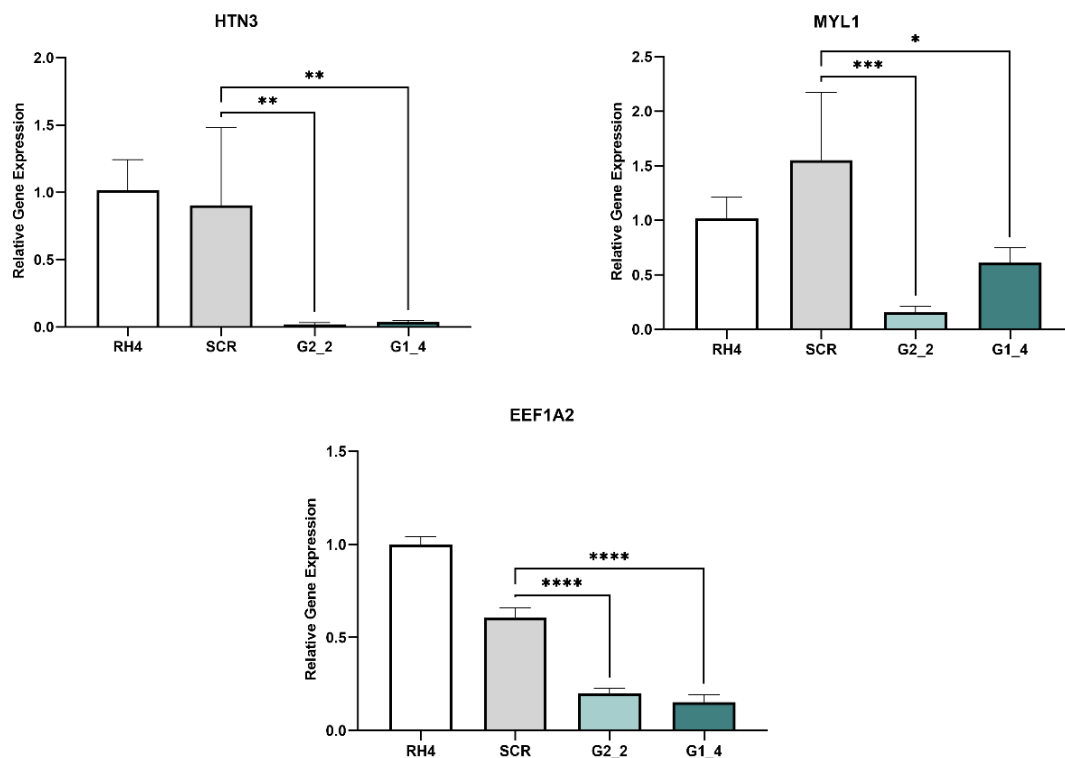 HTN3
Relative Gene Expression
2.0
1.5
1.0
0.5
0.0
**
**
RH4 SCR G2_2 G1_4
MYL1
Relative Gene Expression
2.5
2.0
1.5
1.0
0.5
0.0
*
***
RH4 SCR G2_2 G1_4
EEF1A2
Relative Gene Expression
1.5
1.0
0.5
0.0
****
****
RH4 SCR G2_2 G1_4